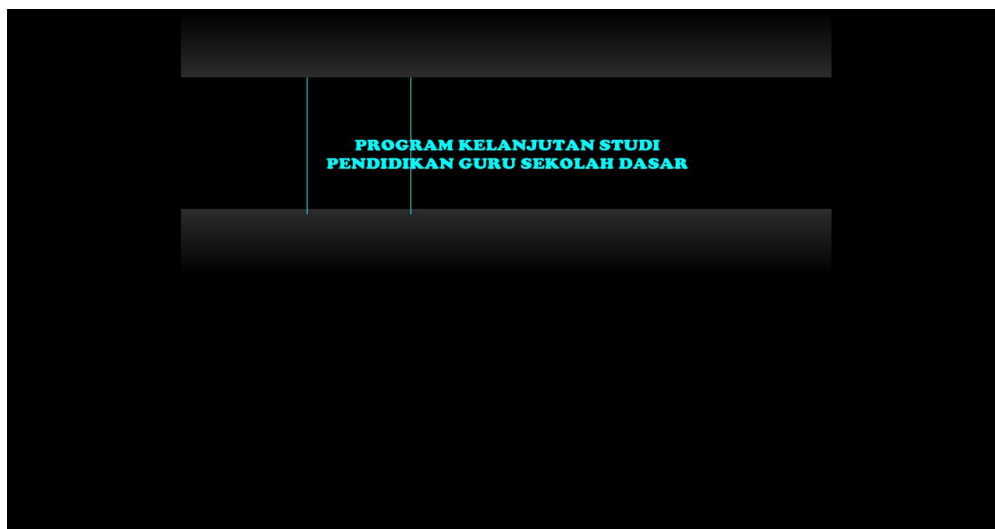 PROGRAM KELANJUTAN STUDI
PENDIDIKAN GURU SEKOLAH DASAR